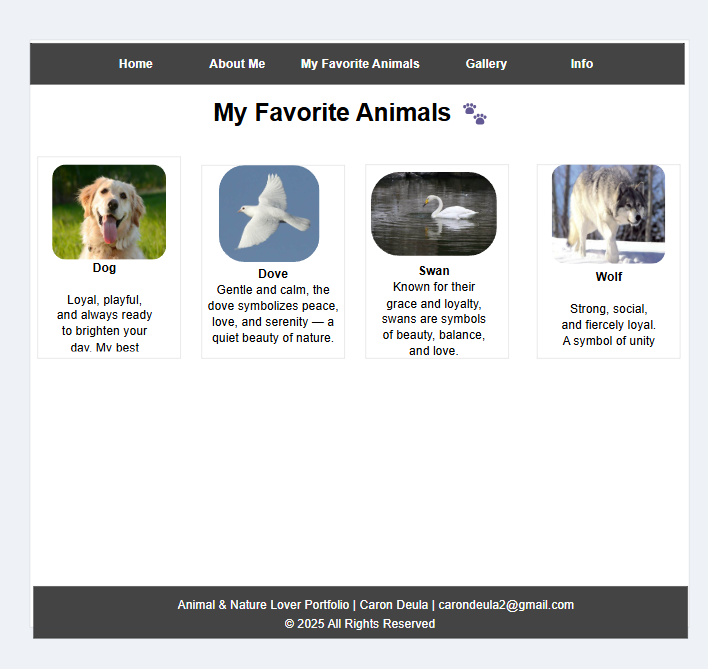 Home About Me My Favorite Animals Gallery Info
My Favorite Animals
Dog
Loyal, playful,
and always ready
to brighten your
day. My best
Dove
Gentle and calm, the
dove symbolizes peace,
love, and serenity — a
quiet beauty of nature.
Swan
Known for their
grace and loyalty,
swans are symbols
of beauty, balance,
and love.
Wolf
Strong, social,
and fiercely loyal.
A symbol of unity
Animal & Nature Lover Portfolio | Caron Deula | carondeula2@gmail.com
© 2025 All Rights Reserved